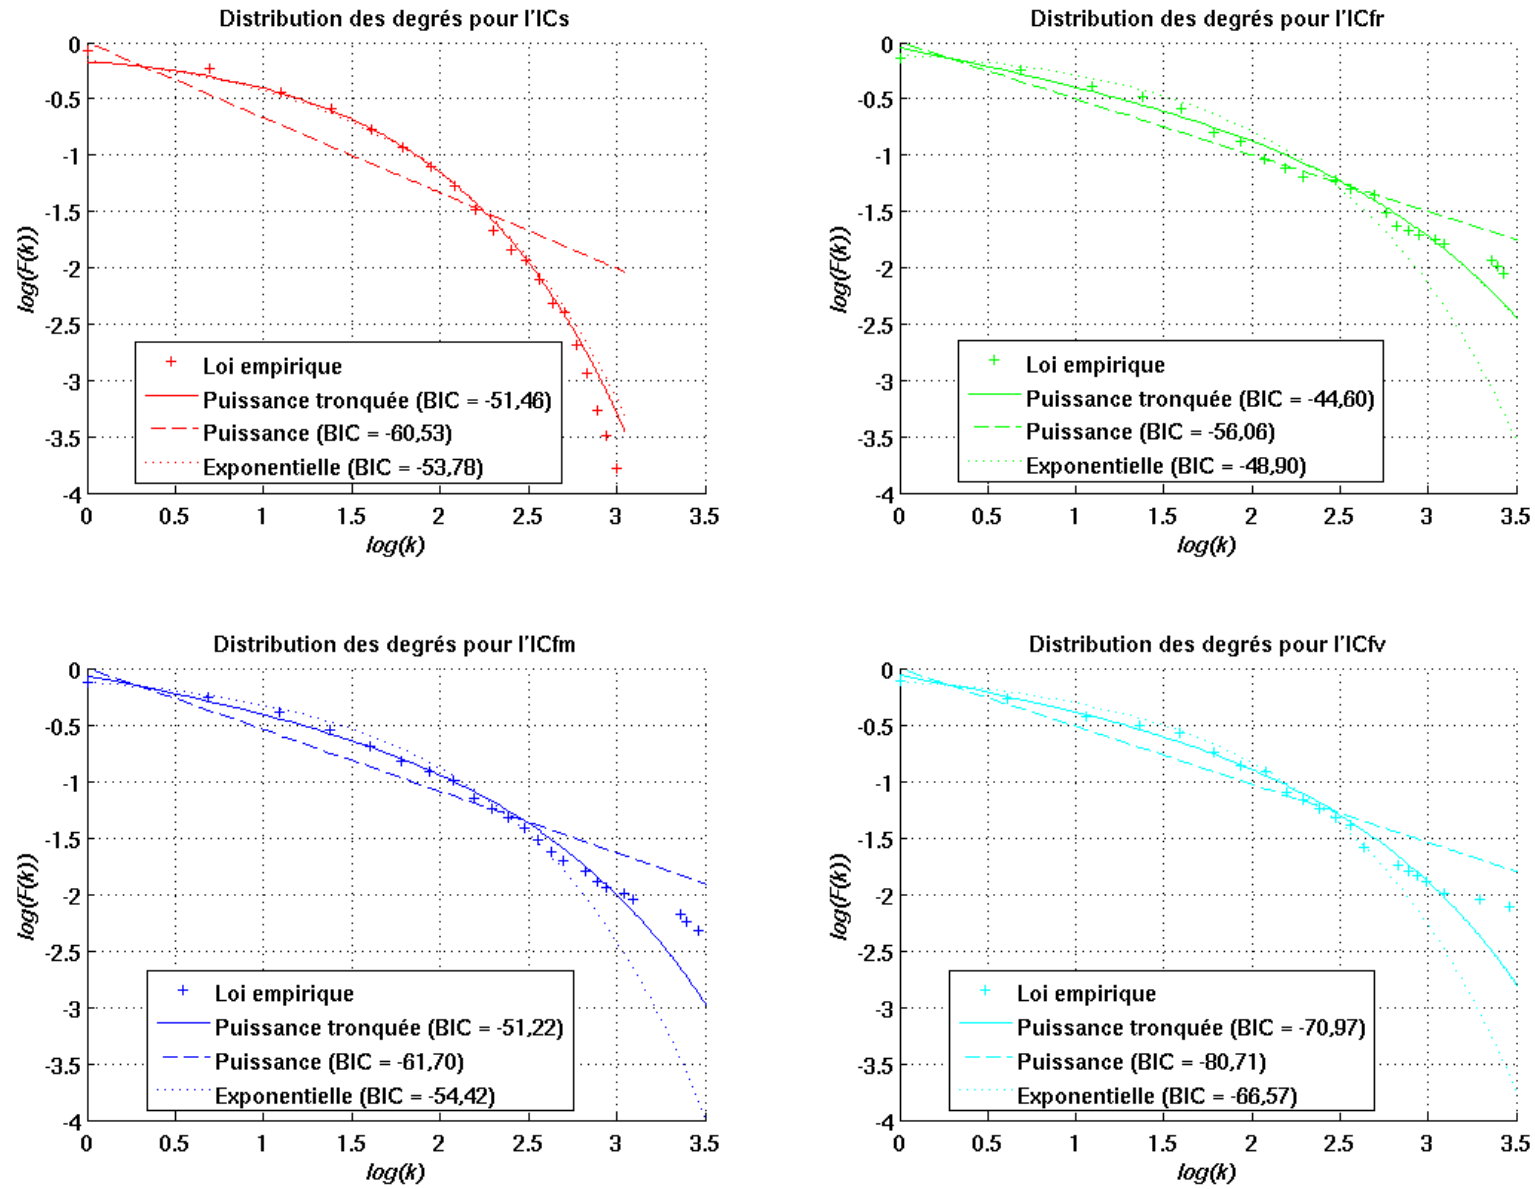 Distribution des degrés pour l'ICs
0
-0.5
-1
-1.5
-2
-2.5
-3
-3.5
-4
log(F(k))
Loi empirique
Puissance tronquée (BIC = -51,46)
Puissance (BIC = -60,53)
Exponentielle (BIC = -53,78)
0 0.5 1 1.5 2 2.5 3 3.5
log(k)
Distribution des degrés pour l'ICfr
0
-0.5
-1
-1.5
-2
-2.5
-3
-3.5
-4
log(F(k))
Loi empirique
Puissance tronquée (BIC = -44,60)
Puissance (BIC = -56,06)
Exponentielle (BIC = -48,90)
0 0.5 1 1.5 2 2.5 3 3.5
log(k)
Distribution des degrés pour l'ICfm
0
-0.5
-1
-1.5
-2
-2.5
-3
-3.5
-4
log(F(k))
Loi empirique
Puissance tronquée (BIC = -51,22)
Puissance (BIC = -61,70)
Exponentielle (BIC = -54,42)
0 0.5 1 1.5 2 2.5 3 3.5
log(k)
Distribution des degrés pour l'ICfv
0
-0.5
-1
-1.5
-2
-2.5
-3
-3.5
-4
log(F(k))
Loi empirique
Puissance tronquée (BIC = -70,97)
Puissance (BIC = -80,71)
Exponentielle (BIC = -66,57)
0 0.5 1 1.5 2 2.5 3 3.5
log(k)